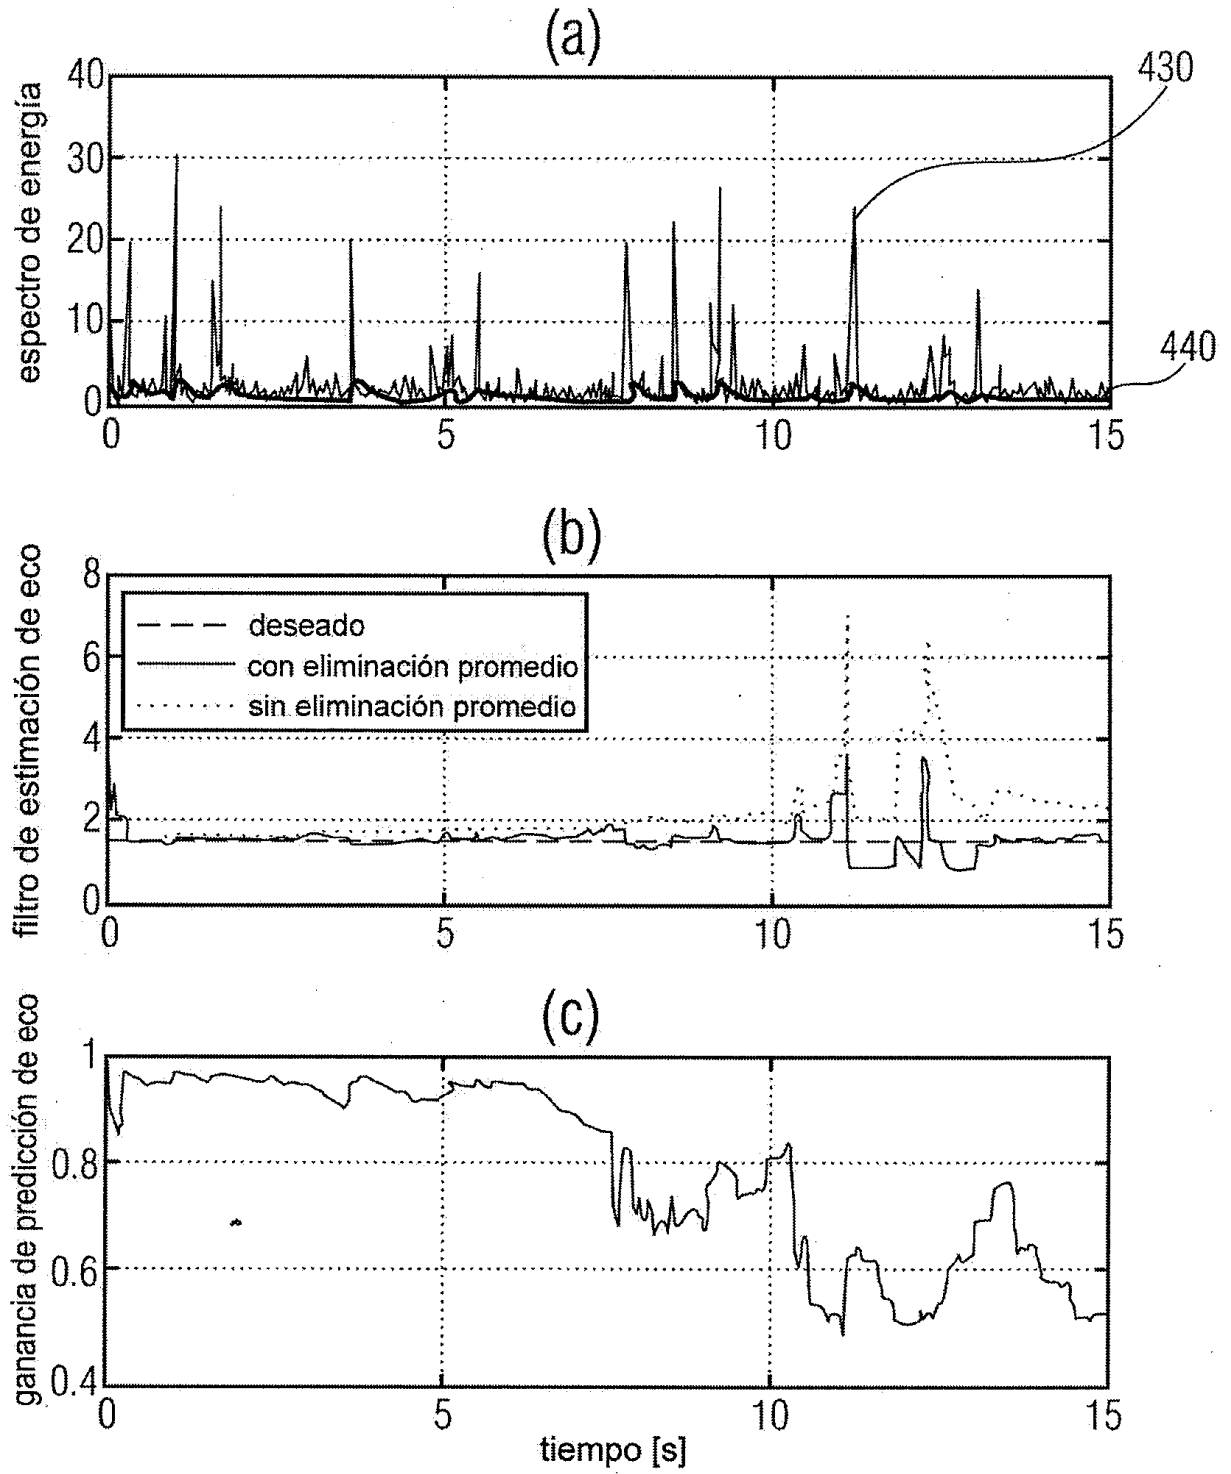 (a)
430
espectro de energía
40
30
20
10
0
440
0 5 10 15
(b)
filtro de estimación de eco
8
6
4
2
0
deseado
con eliminación promedio
sin eliminación promedio
0 5 10 15
(c)
ganancia de predicción de eco
1
0.8
0.6
0.4
0 5 10 15
tiempo [s]